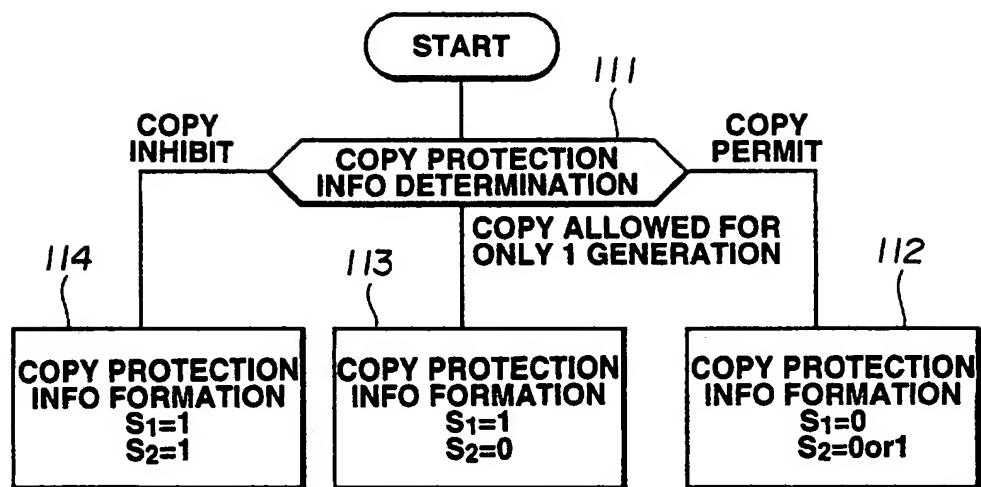 START
111
COPY
INHIBIT
COPY PROTECTION
INFO DETERMINATION
COPY
PERMIT
COPY ALLOWED FOR
ONLY 1 GENERATION
114
113
112
COPY PROTECTION
INFO FORMATION
S1=1
S2=1
COPY PROTECTION
INFO FORMATION
S1=1
S2=0
COPY PROTECTION
INFO FORMATION
S1=0
S2=0or1